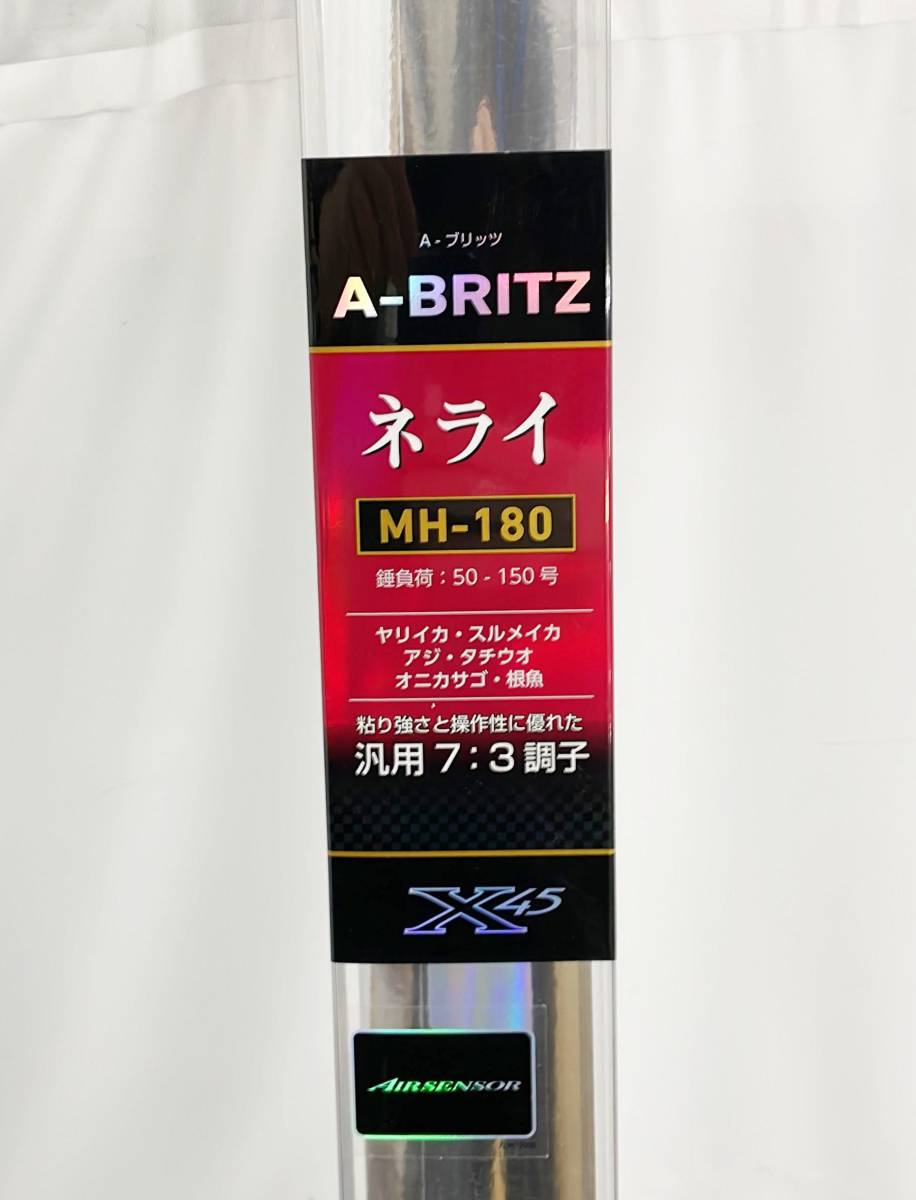 A-ブリッツ
A-BRITZ
ネライ
MH-180
錘負荷：50 - 150 号
ヤリイカ・スルメイカ
アジ・タチウオ
オニカサゴ・根魚
粘り強さと操作性に優れた
汎用 7：3 調子
X45
AIRSENSOR